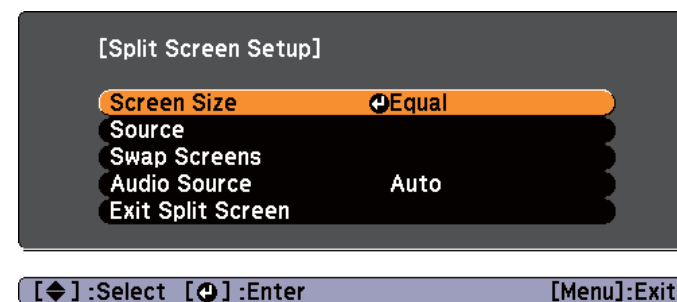 [Split Screen Setup]
Screen Size Equal
Source
Swap Screens
Audio Source Auto
Exit Split Screen
[◆] :Select [⏎] :Enter [Menu]:Exit